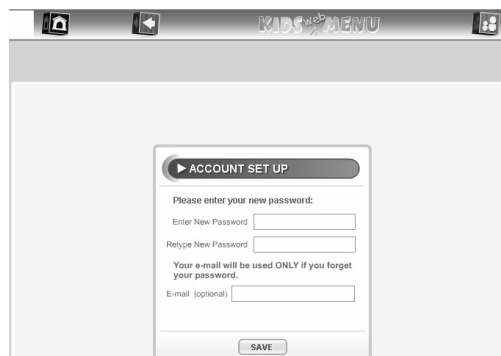 KIDS web MENU
ACCOUNT SET UP
Please enter your new password:
Enter New Password
Retype New Password
Your e-mail will be used ONLY if you forget
your password.
E-mail (optional)
SAVE